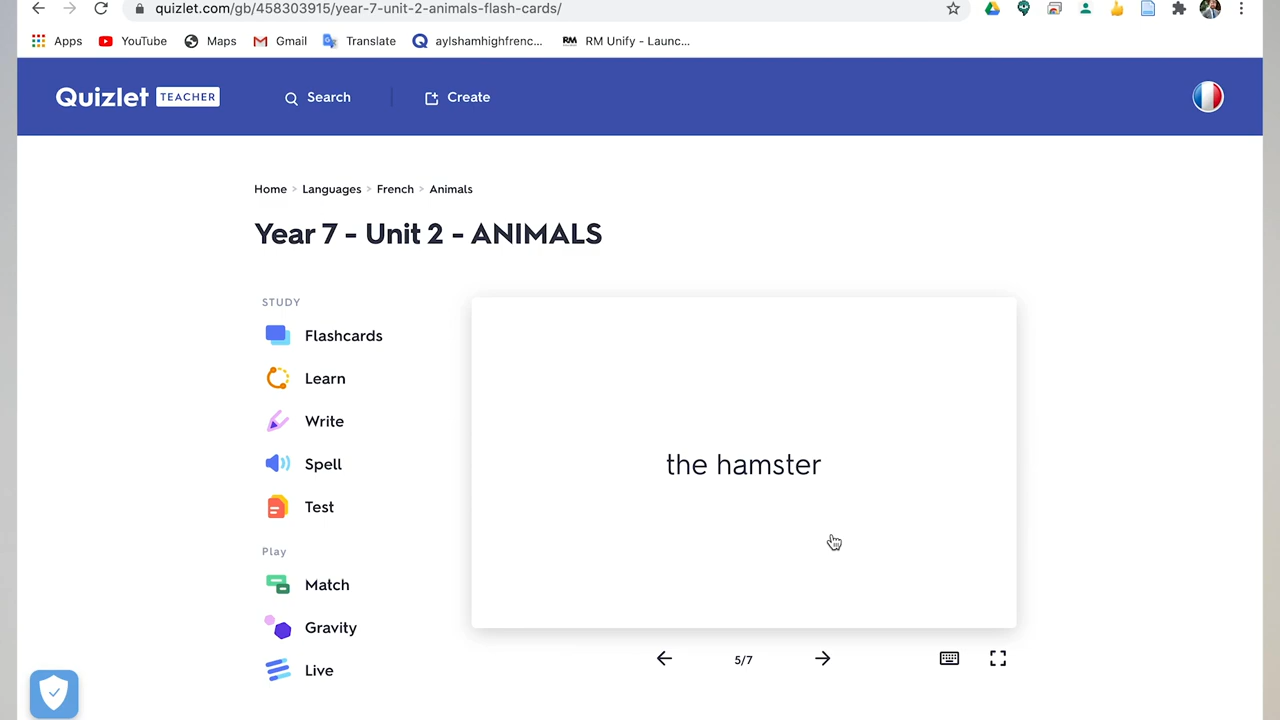 quizlet.com/gb/458303915/year-7-unit-2-animals-flash-cards/
Apps YouTube Maps Gmail Translate aylshamhighfrenc... RM RM Unify - Launc...
Quizlet TEACHER Search Create
Home > Languages > French > Animals
Year 7 - Unit 2 - ANIMALS
STUDY
Flashcards
Learn
Write
Spell
Test
Play
Match
Gravity
Live
the hamster
5/7